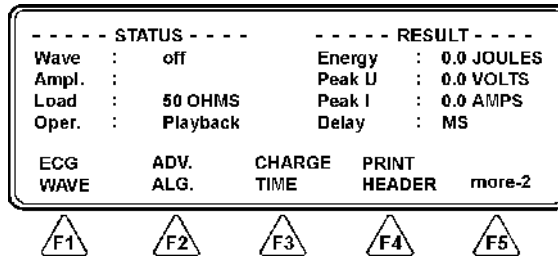 - - - - - STATUS - - - - - - - - - RESULT - - - -
Wave : off Energy : 0.0 JOULES
Ampl. : Peak U : 0.0 VOLTS
Load : 50 OHMS Peak I : 0.0 AMPS
Oper. : Playback Delay : MS
ECG ADV. CHARGE PRINT
WAVE ALG. TIME HEADER more-2
F1 F2 F3 F4 F5